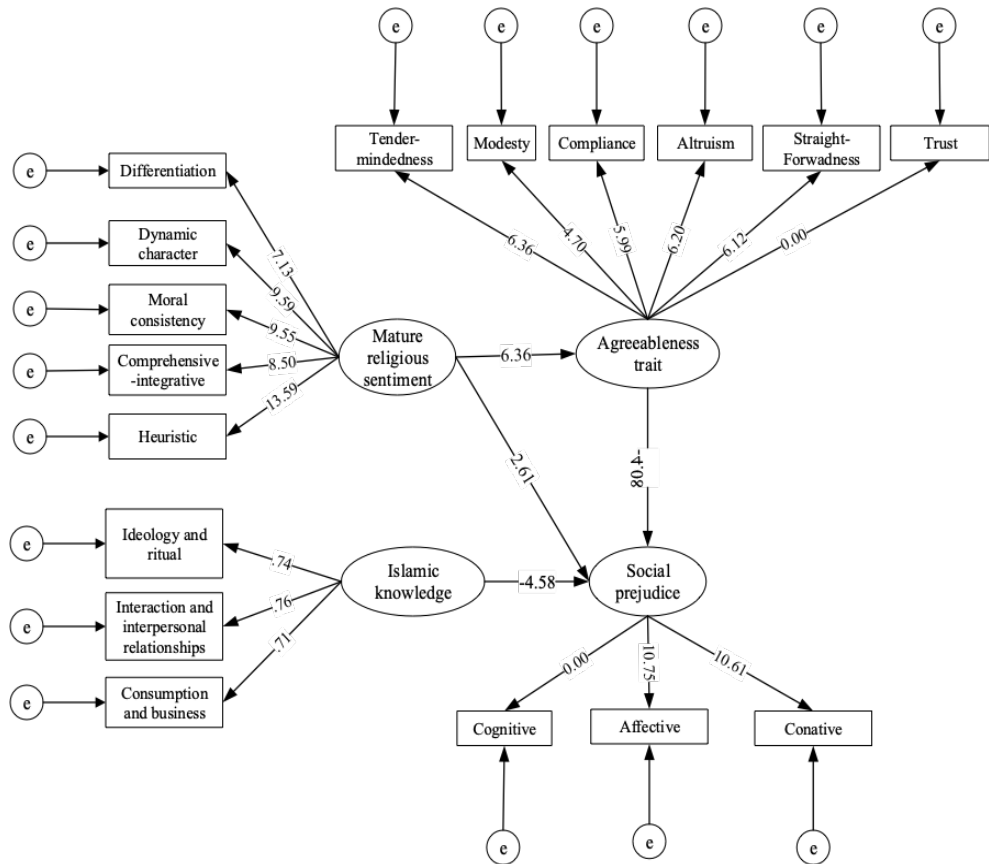 e
e
e
e
e
e
Tender-
mindedness
Modesty
Compliance
Altruism
Straight-
Forwadness
Trust
6.36
4.70
5.99
6.20
6.12
0.00
e
Differentiation
e
Dynamic
character
e
Moral
consistency
e
Comprehensive
-integrative
e
Heuristic
7.13
9.59
9.55
8.50
13.59
Mature
religious
sentiment
6.36
Agreeableness
trait
2.61
-4.08
e
Ideology and
ritual
e
Interaction and
interpersonal
relationships
e
Consumption
and business
.74
.76
.71
Islamic
knowledge
-4.58
Social
prejudice
0.00
10.75
10.61
Cognitive
Affective
Conative
e
e
e